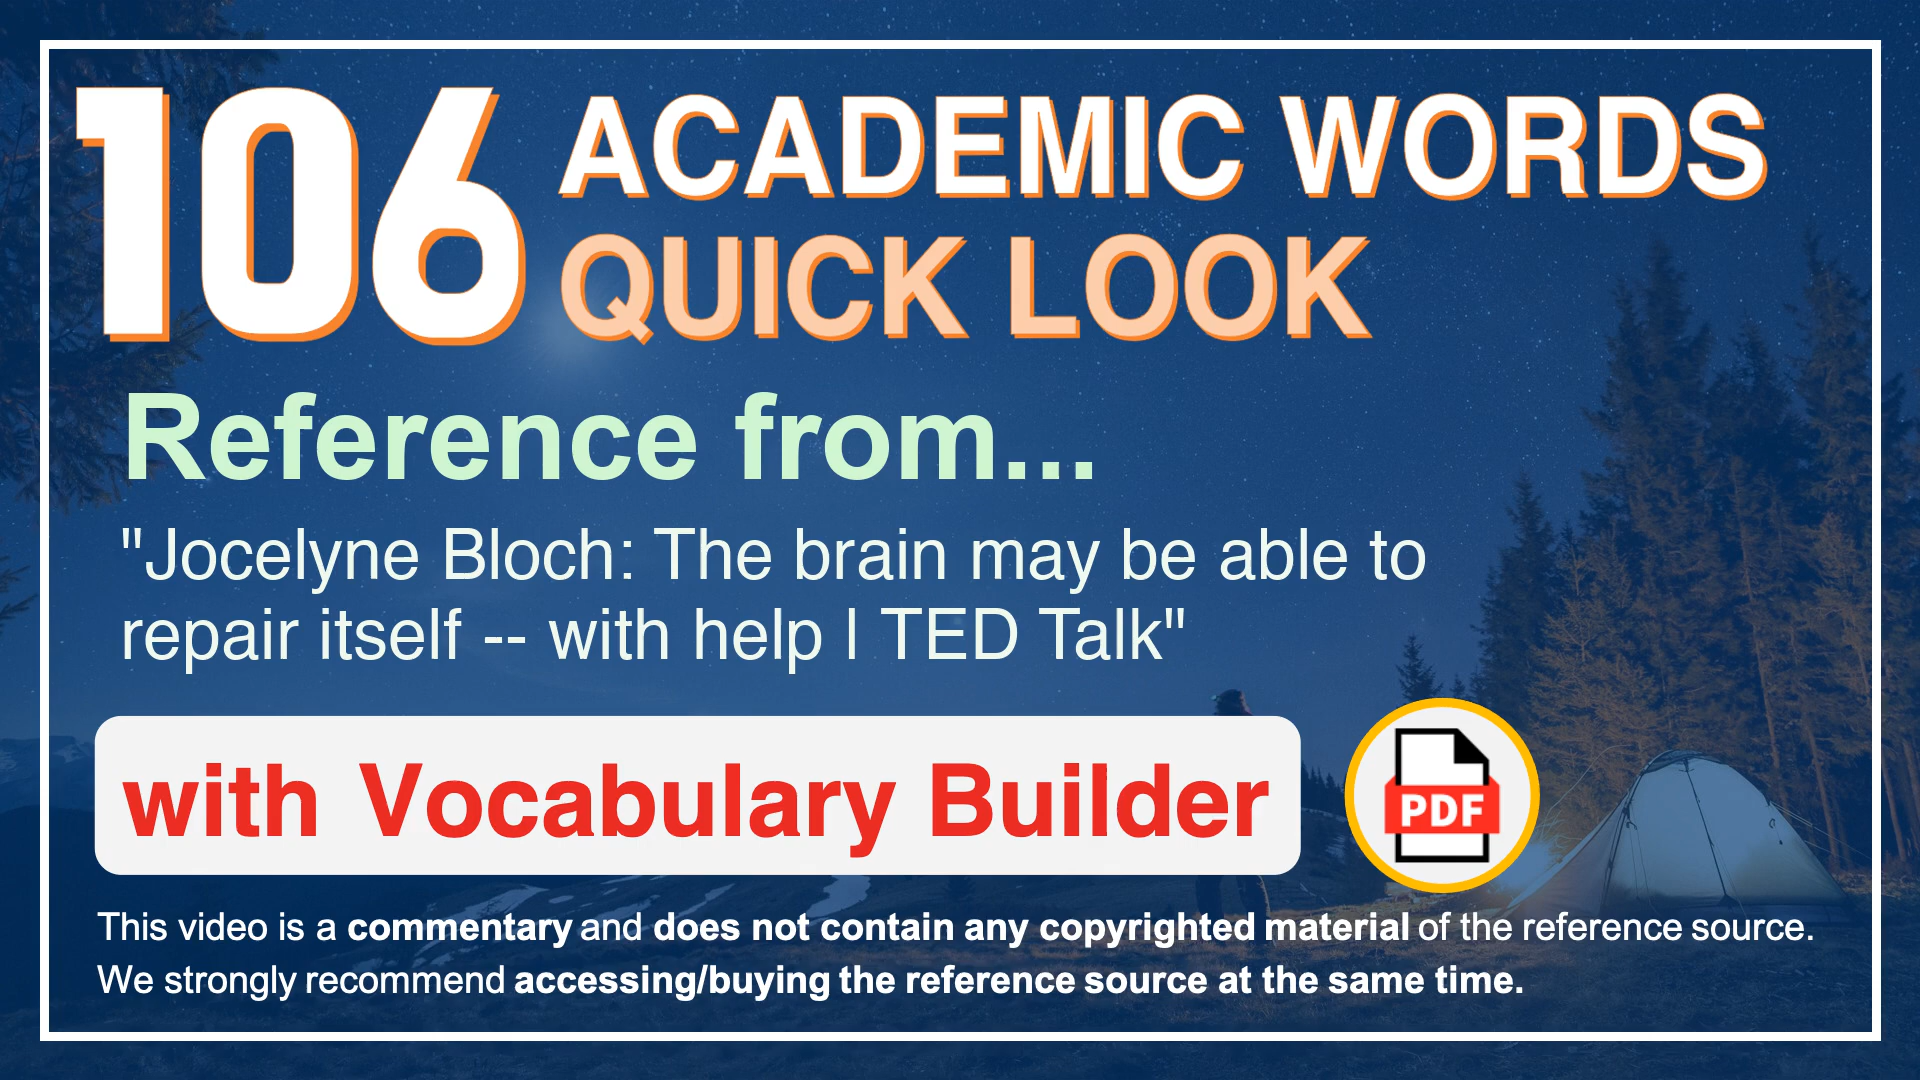 106 ACADEMIC WORDS
QUICK LOOK
Reference from...
"Jocelyne Bloch: The brain may be able to
repair itself -- with help | TED Talk"
with Vocabulary Builder
PDF
This video is a commentary and does not contain any copyrighted material of the reference source.
We strongly recommend accessing/buying the reference source at the same time.